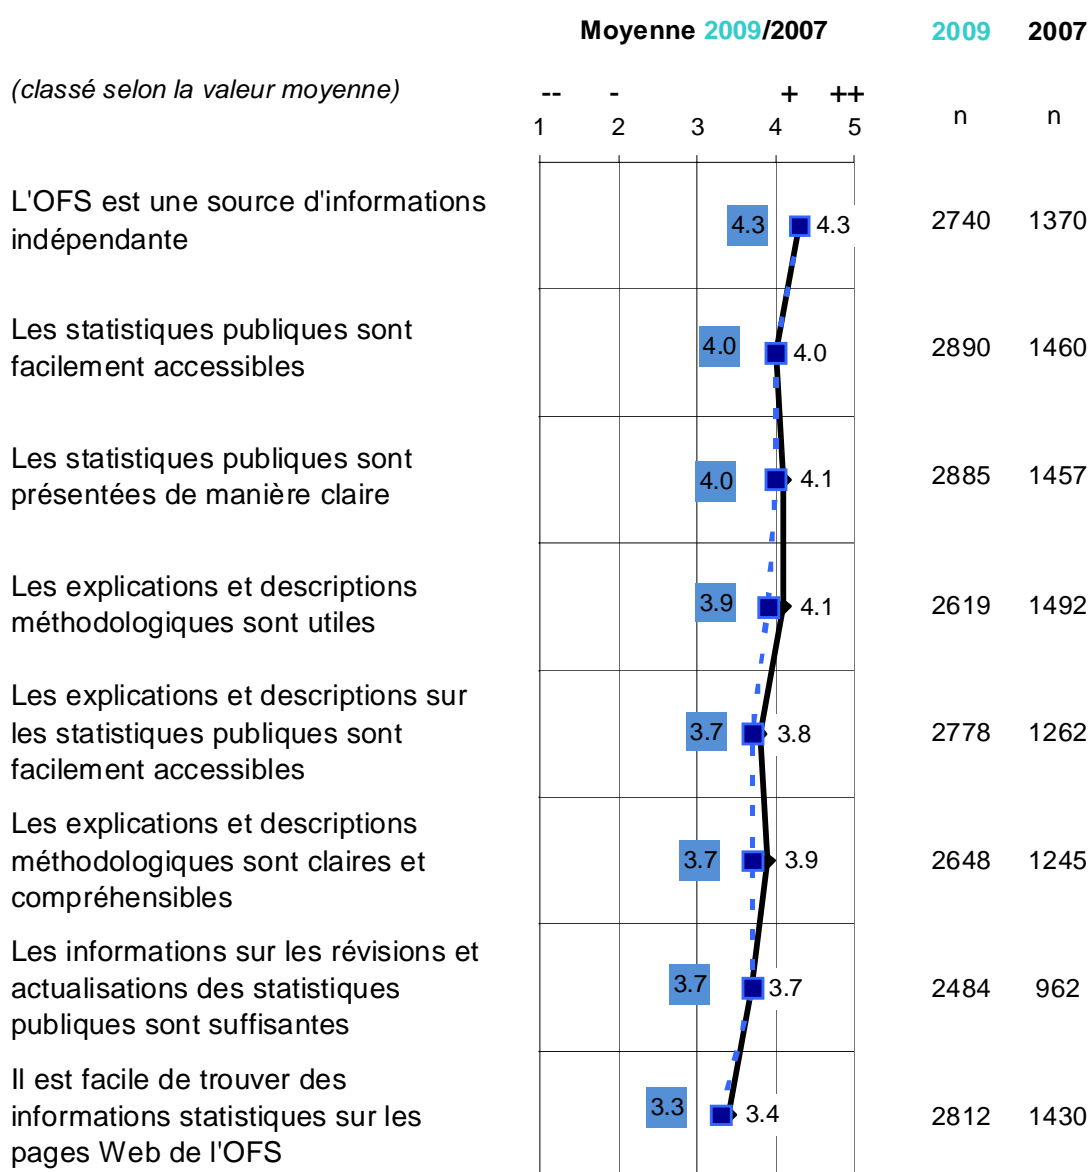 Moyenne 2009/2007 2009 2007
(classé selon la valeur moyenne) -- - + ++
1 2 3 4 5 n n
L'OFS est une source d'informations
indépendante
4.3 4.3 2740 1370
Les statistiques publiques sont
facilement accessibles
4.0 4.0 2890 1460
Les statistiques publiques sont
présentées de manière claire
4.0 4.1 2885 1457
Les explications et descriptions
méthodologiques sont utiles
3.9 4.1 2619 1492
Les explications et descriptions sur
les statistiques publiques sont
facilement accessibles
3.7 3.8 2778 1262
Les explications et descriptions
méthodologiques sont claires et
compréhensibles
3.7 3.9 2648 1245
Les informations sur les révisions et
actualisations des statistiques
publiques sont suffisantes
3.7 3.7 2484 962
Il est facile de trouver des
informations statistiques sur les
pages Web de l'OFS
3.3 3.4 2812 1430